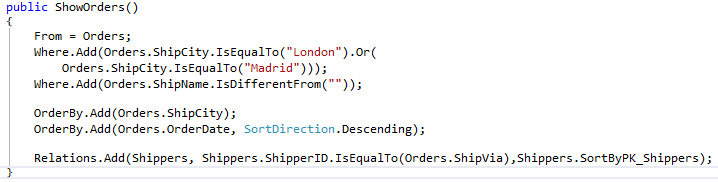 public ShowOrders()
{
From = Orders;
Where.Add(Orders.ShipCity.IsEqualTo("London").Or(
Orders.ShipCity.IsEqualTo("Madrid")));
Where.Add(Orders.ShipName.IsDifferentFrom(""));
OrderBy.Add(Orders.ShipCity);
OrderBy.Add(Orders.OrderDate, SortDirection.Descending);
Relations.Add(Shippers, Shippers.ShipperID.IsEqualTo(Orders.ShipVia),Shippers.SortByPK_Shippers);
}